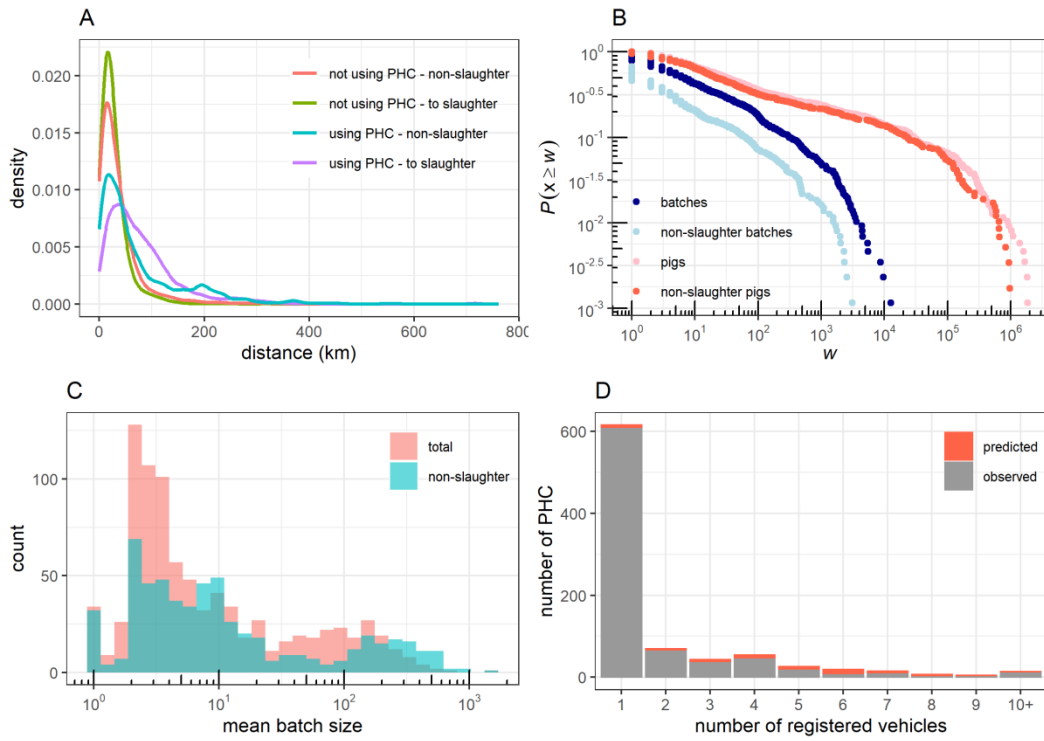 A
density
0.020
0.015
0.010
0.005
0.000
not using PHC - non-slaughter
not using PHC - to slaughter
using PHC - non-slaughter
using PHC - to slaughter
0 200 400 600 80
distance (km)
B
P(x ≥ w)
10^0
10^-0.5
10^-1
10^-1.5
10^-2
10^-2.5
10^-3
batches
non-slaughter batches
pigs
non-slaughter pigs
10^0 10^1 10^2 10^3 10^4 10^5 10^6
w
C
count
100
50
0
total
non-slaughter
10^0 10^1 10^2 10^3
mean batch size
D
number of PHC
600
400
200
0
predicted
observed
1 2 3 4 5 6 7 8 9 10+
number of registered vehicles